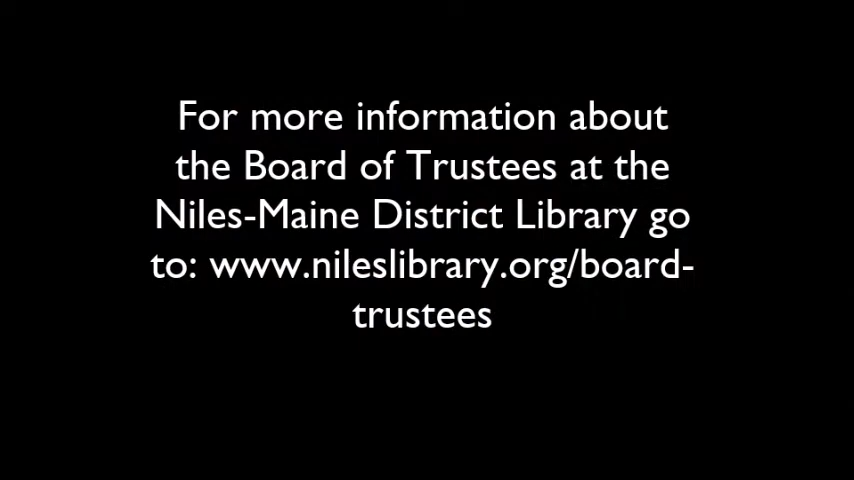 For more information about
the Board of Trustees at the
Niles-Maine District Library go
to: www.nileslibrary.org/board-
trustees